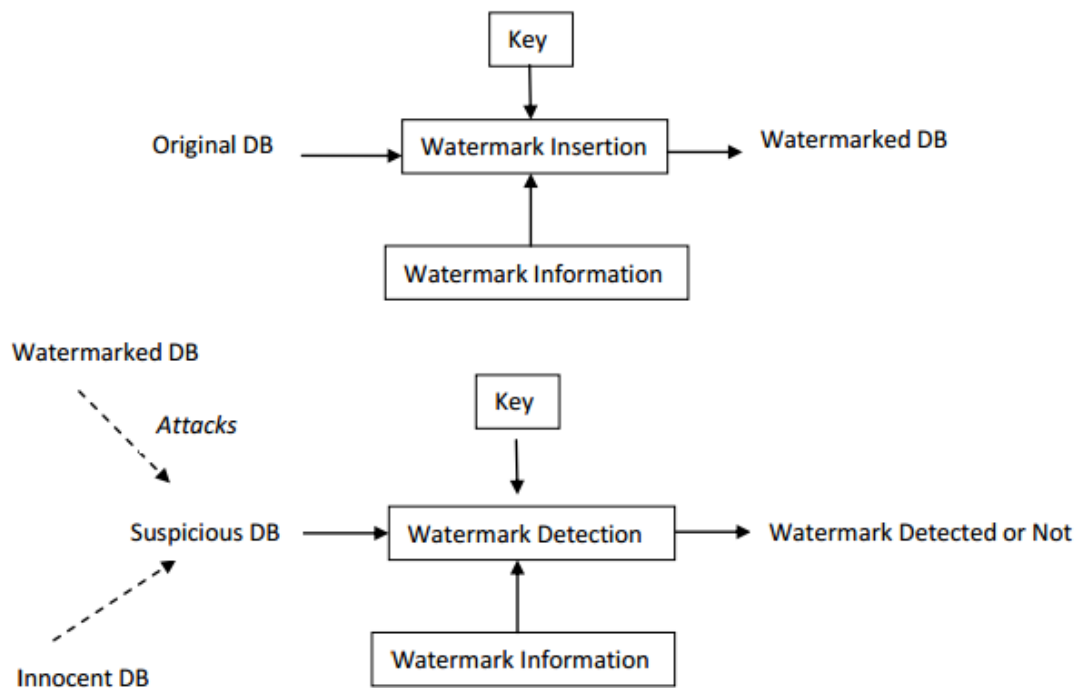 Key
Original DB
Watermark Insertion
Watermarked DB
Watermark Information
Watermarked DB
Attacks
Key
Suspicious DB
Watermark Detection
Watermark Detected or Not
Watermark Information
Innocent DB